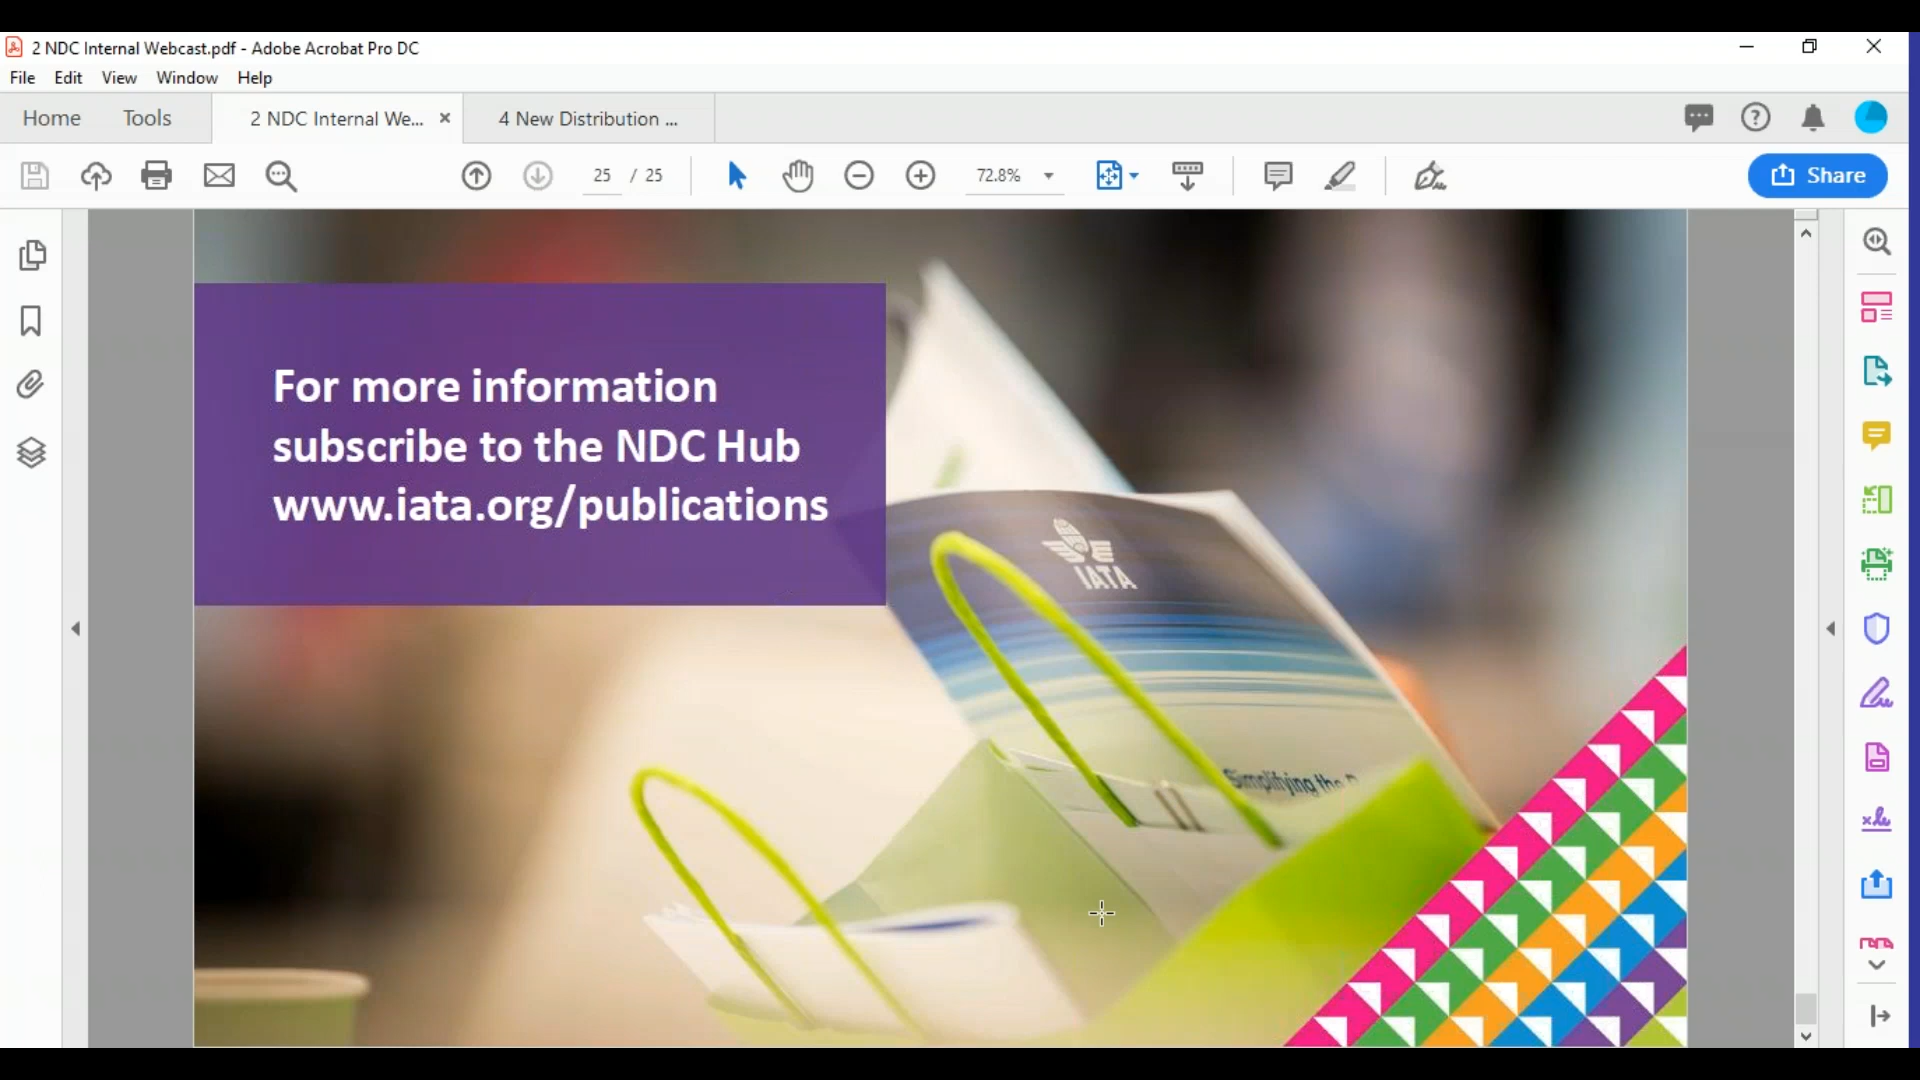 2 NDC Internal Webcast.pdf - Adobe Acrobat Pro DC
File Edit View Window Help
Home Tools 2 NDC Internal We... 4 New Distribution ...
25 / 25 72.8% Share
For more information
subscribe to the NDC Hub
www.iata.org/publications
IATA
Simplifying the